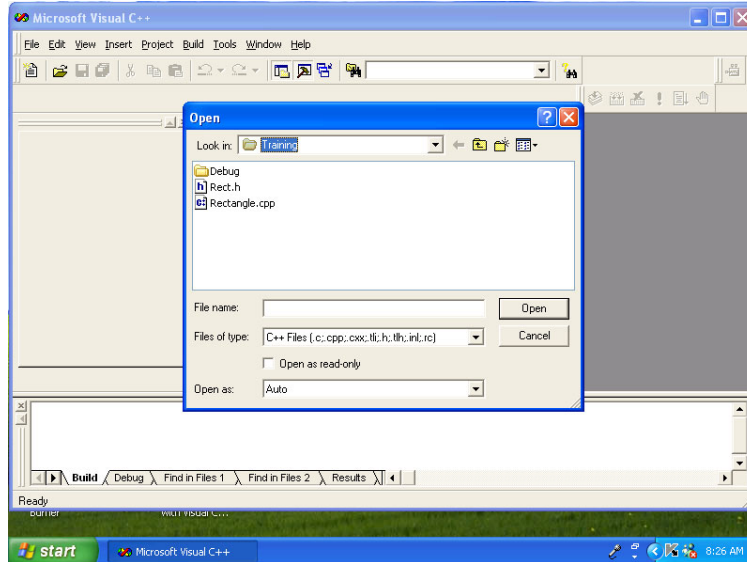 Microsoft Visual C++
File Edit View Insert Project Build Tools Window Help
Open
Look in: Training
Debug
h Rect.h
Rectangle.cpp
File name: Open
Files of type: C++ Files (.c;.cpp;.cxx;.tli;.h;.tlh;.inl;.rc) Cancel
Open as read-only
Open as: Auto
Build Debug Find in Files 1 Find in Files 2 Results
Ready
Burner with Visual C...
start Microsoft Visual C++ 8:26 AM